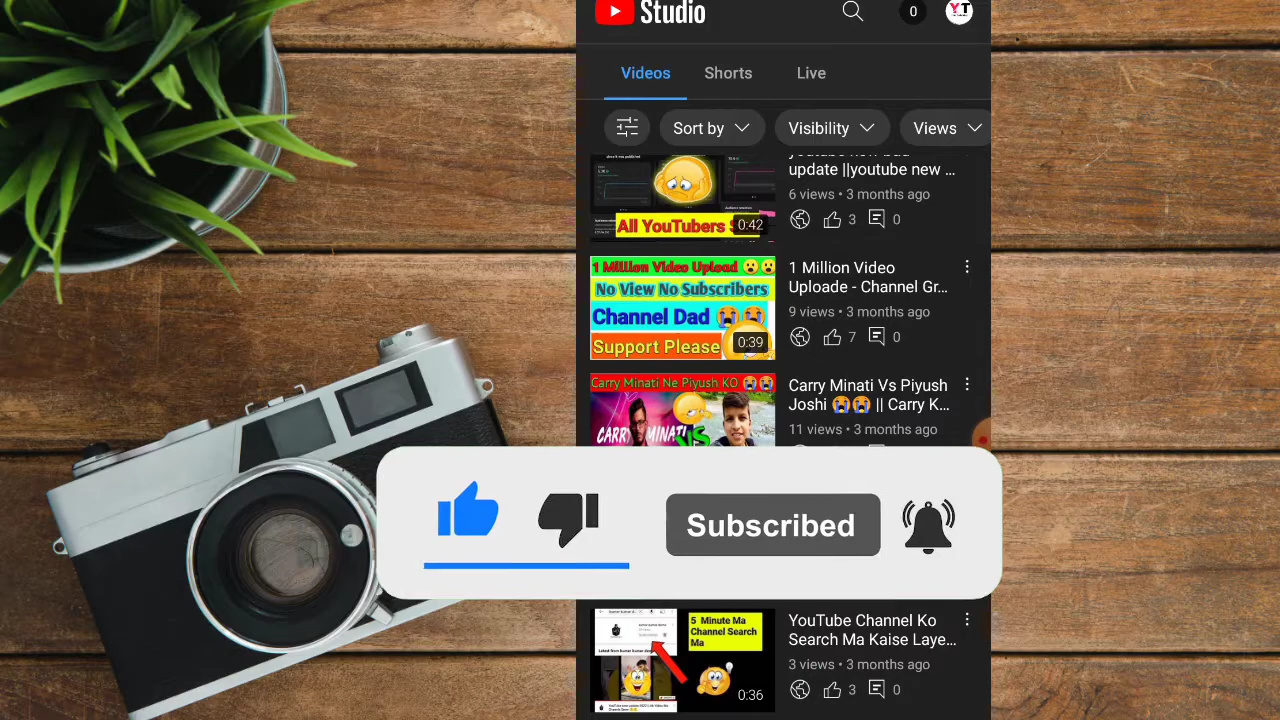 Studio
0
YT
Videos Shorts Live
Sort by Visibility Views
All YouTubers S
0:42
update ||youtube new ...
6 views • 3 months ago
3 0
1 Million Video Upload 😮😮
No View No Subscribers
Channel Dad 😭😭
Support Please
0:39
1 Million Video
Uploade - Channel Gr...
9 views • 3 months ago
7 0
Carry Minati Ne Piyush KO 😭😭
CARRY MINATI
VS
Carry Minati Vs Piyush
Joshi 😭😭 || Carry K...
11 views • 3 months ago
Subscribed
5 Minute Ma
Channel Search
Ma
0:36
YouTube Channel Ko
Search Ma Kaise Laye...
3 views • 3 months ago
3 0